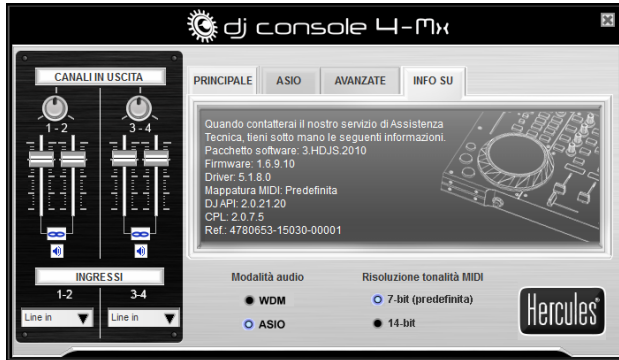 dj console 4-Mx
CANALI IN USCITA
1 - 2
3 - 4
INGRESSI
1-2
3-4
Line in
Line in
PRINCIPALE
ASIO
AVANZATE
INFO SU
Quando contatterai il nostro servizio di Assistenza
Tecnica, tieni sotto mano le seguenti informazioni.
Pacchetto software: 3.HDJS.2010
Firmware: 1.6.9.10
Driver: 5.1.8.0
Mappatura MIDI: Predefinita
DJ API: 2.0.21.20
CPL: 2.0.7.5
Ref.: 4780653-15030-00001
Modalità audio
WDM
ASIO
Risoluzione tonalità MIDI
7-bit (predefinita)
14-bit
Hercules